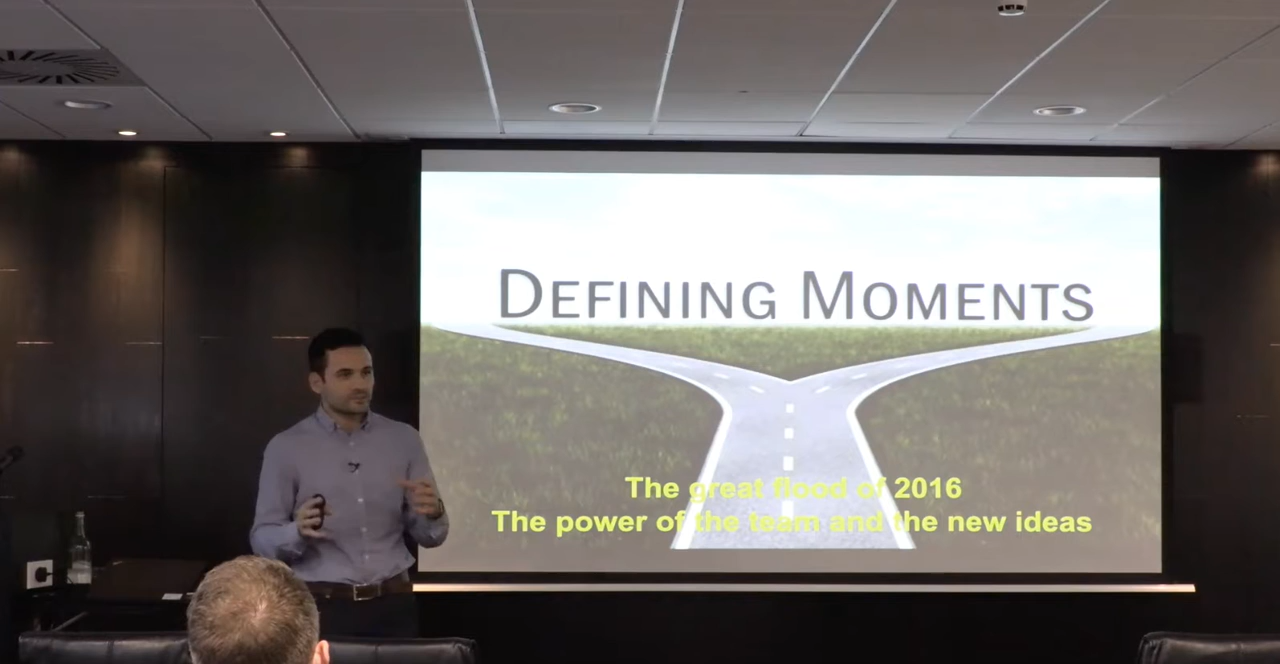 DEFINING MOMENTS
The great flood of 2016
The power of the team and the new ideas